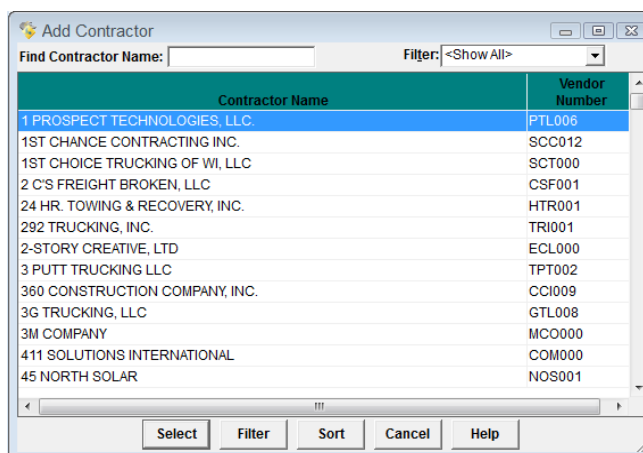 Add Contractor
Find Contractor Name: Filter: <Show All>
Contractor Name Vendor Number
1 PROSPECT TECHNOLOGIES, LLC. PTL006
1ST CHANCE CONTRACTING INC. SCC012
1ST CHOICE TRUCKING OF WI, LLC SCT000
2 C'S FREIGHT BROKEN, LLC CSF001
24 HR. TOWING & RECOVERY, INC. HTR001
292 TRUCKING, INC. TRI001
2-STORY CREATIVE, LTD ECL000
3 PUTT TRUCKING LLC TPT002
360 CONSTRUCTION COMPANY, INC. CCI009
3G TRUCKING, LLC GTL008
3M COMPANY MCO000
411 SOLUTIONS INTERNATIONAL COM000
45 NORTH SOLAR NOS001
Select Filter Sort Cancel Help